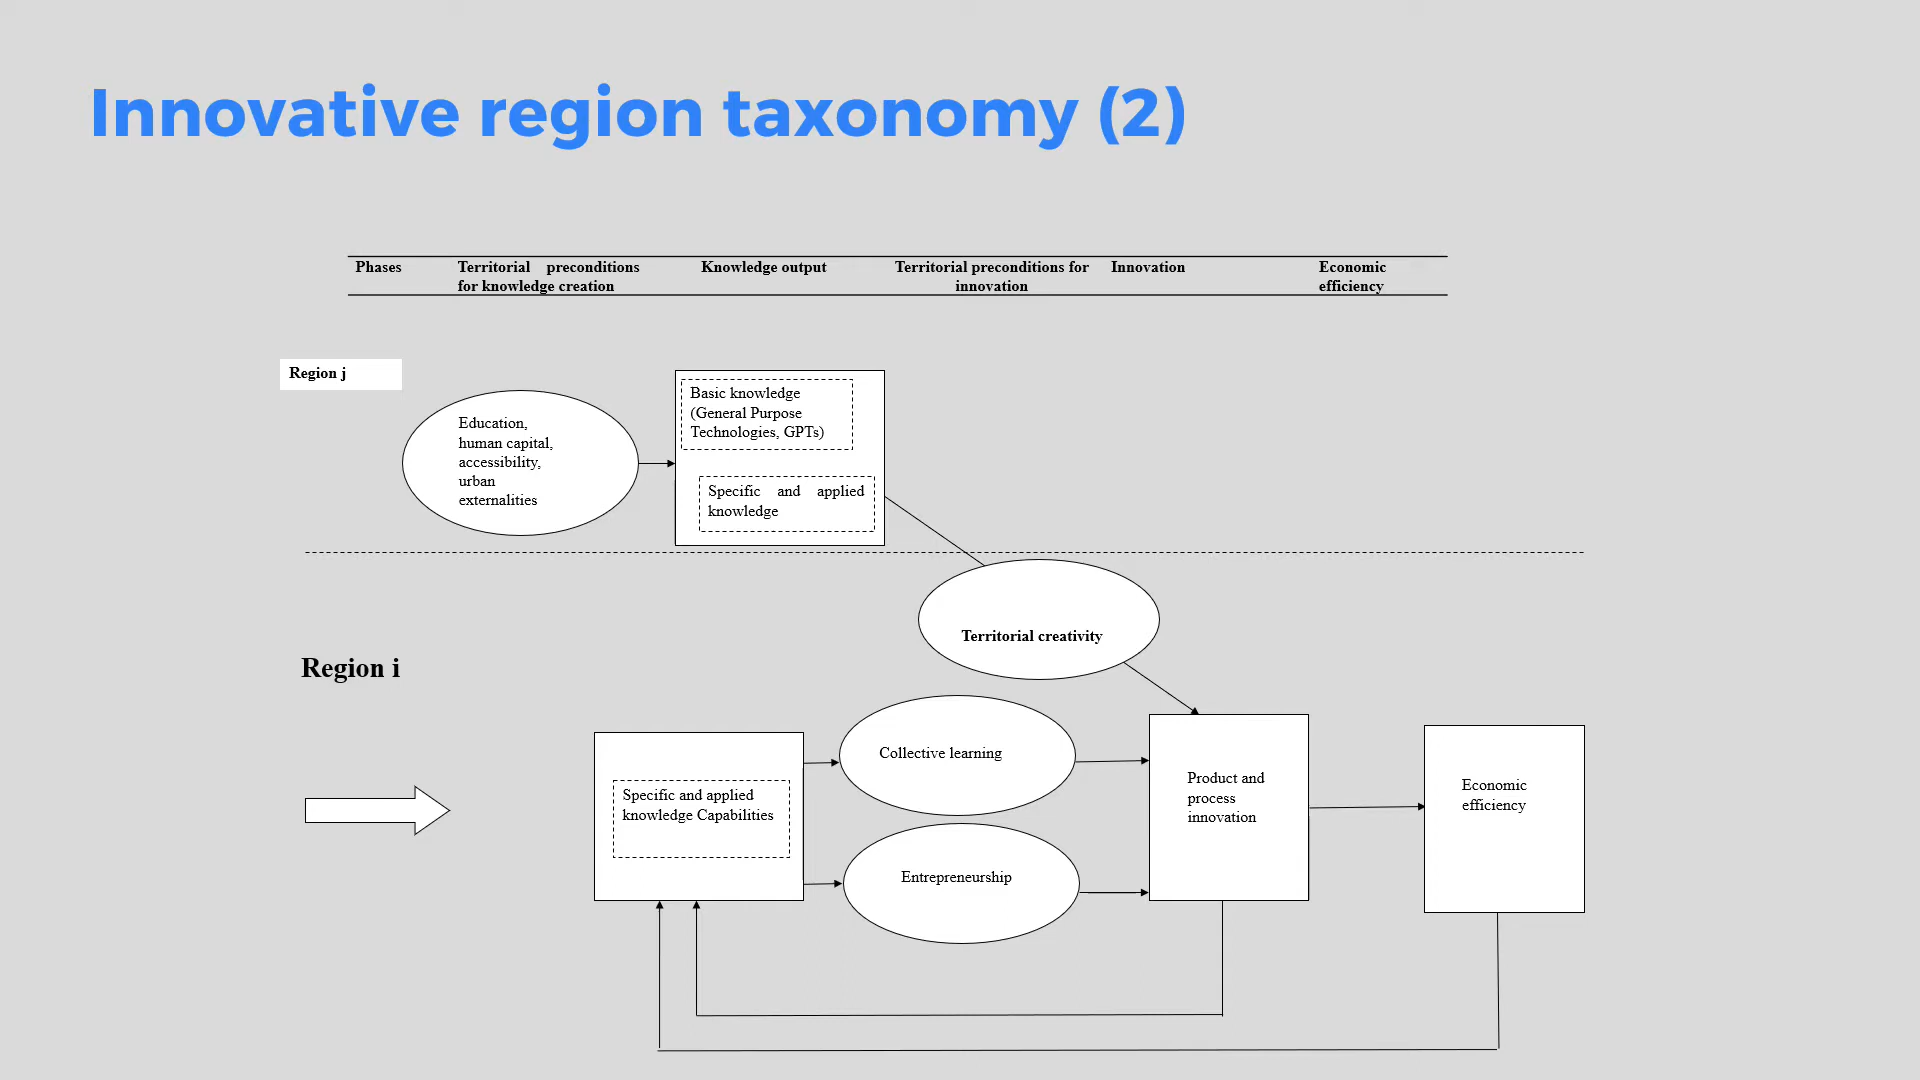 Innovative region taxonomy (2)
Phases
Territorial preconditions
for knowledge creation
Knowledge output
Territorial preconditions for
innovation
Innovation
Economic
efficiency
Region j
Education,
human capital,
accessibility,
urban
externalities
Basic knowledge
(General Purpose
Technologies, GPTs)
Specific and applied
knowledge
Territorial creativity
Region i
Specific and applied
knowledge Capabilities
Collective learning
Entrepreneurship
Product and
process
innovation
Economic
efficiency